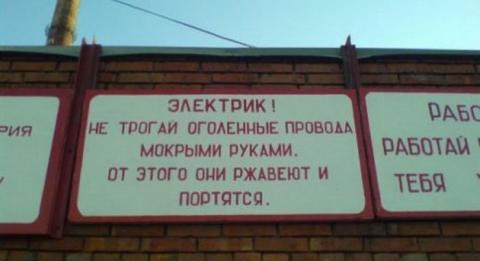 РИЯ
ЭЛЕКТРИК!
НЕ ТРОГАЙ ОГОЛЕННЫЕ ПРОВОДА
МОКРЫМИ РУКАМИ.
ОТ ЭТОГО ОНИ РЖАВЕЮТ И
ПОРТЯТСЯ.
РАБО
РАБОТАЙ
ТЕБЯ